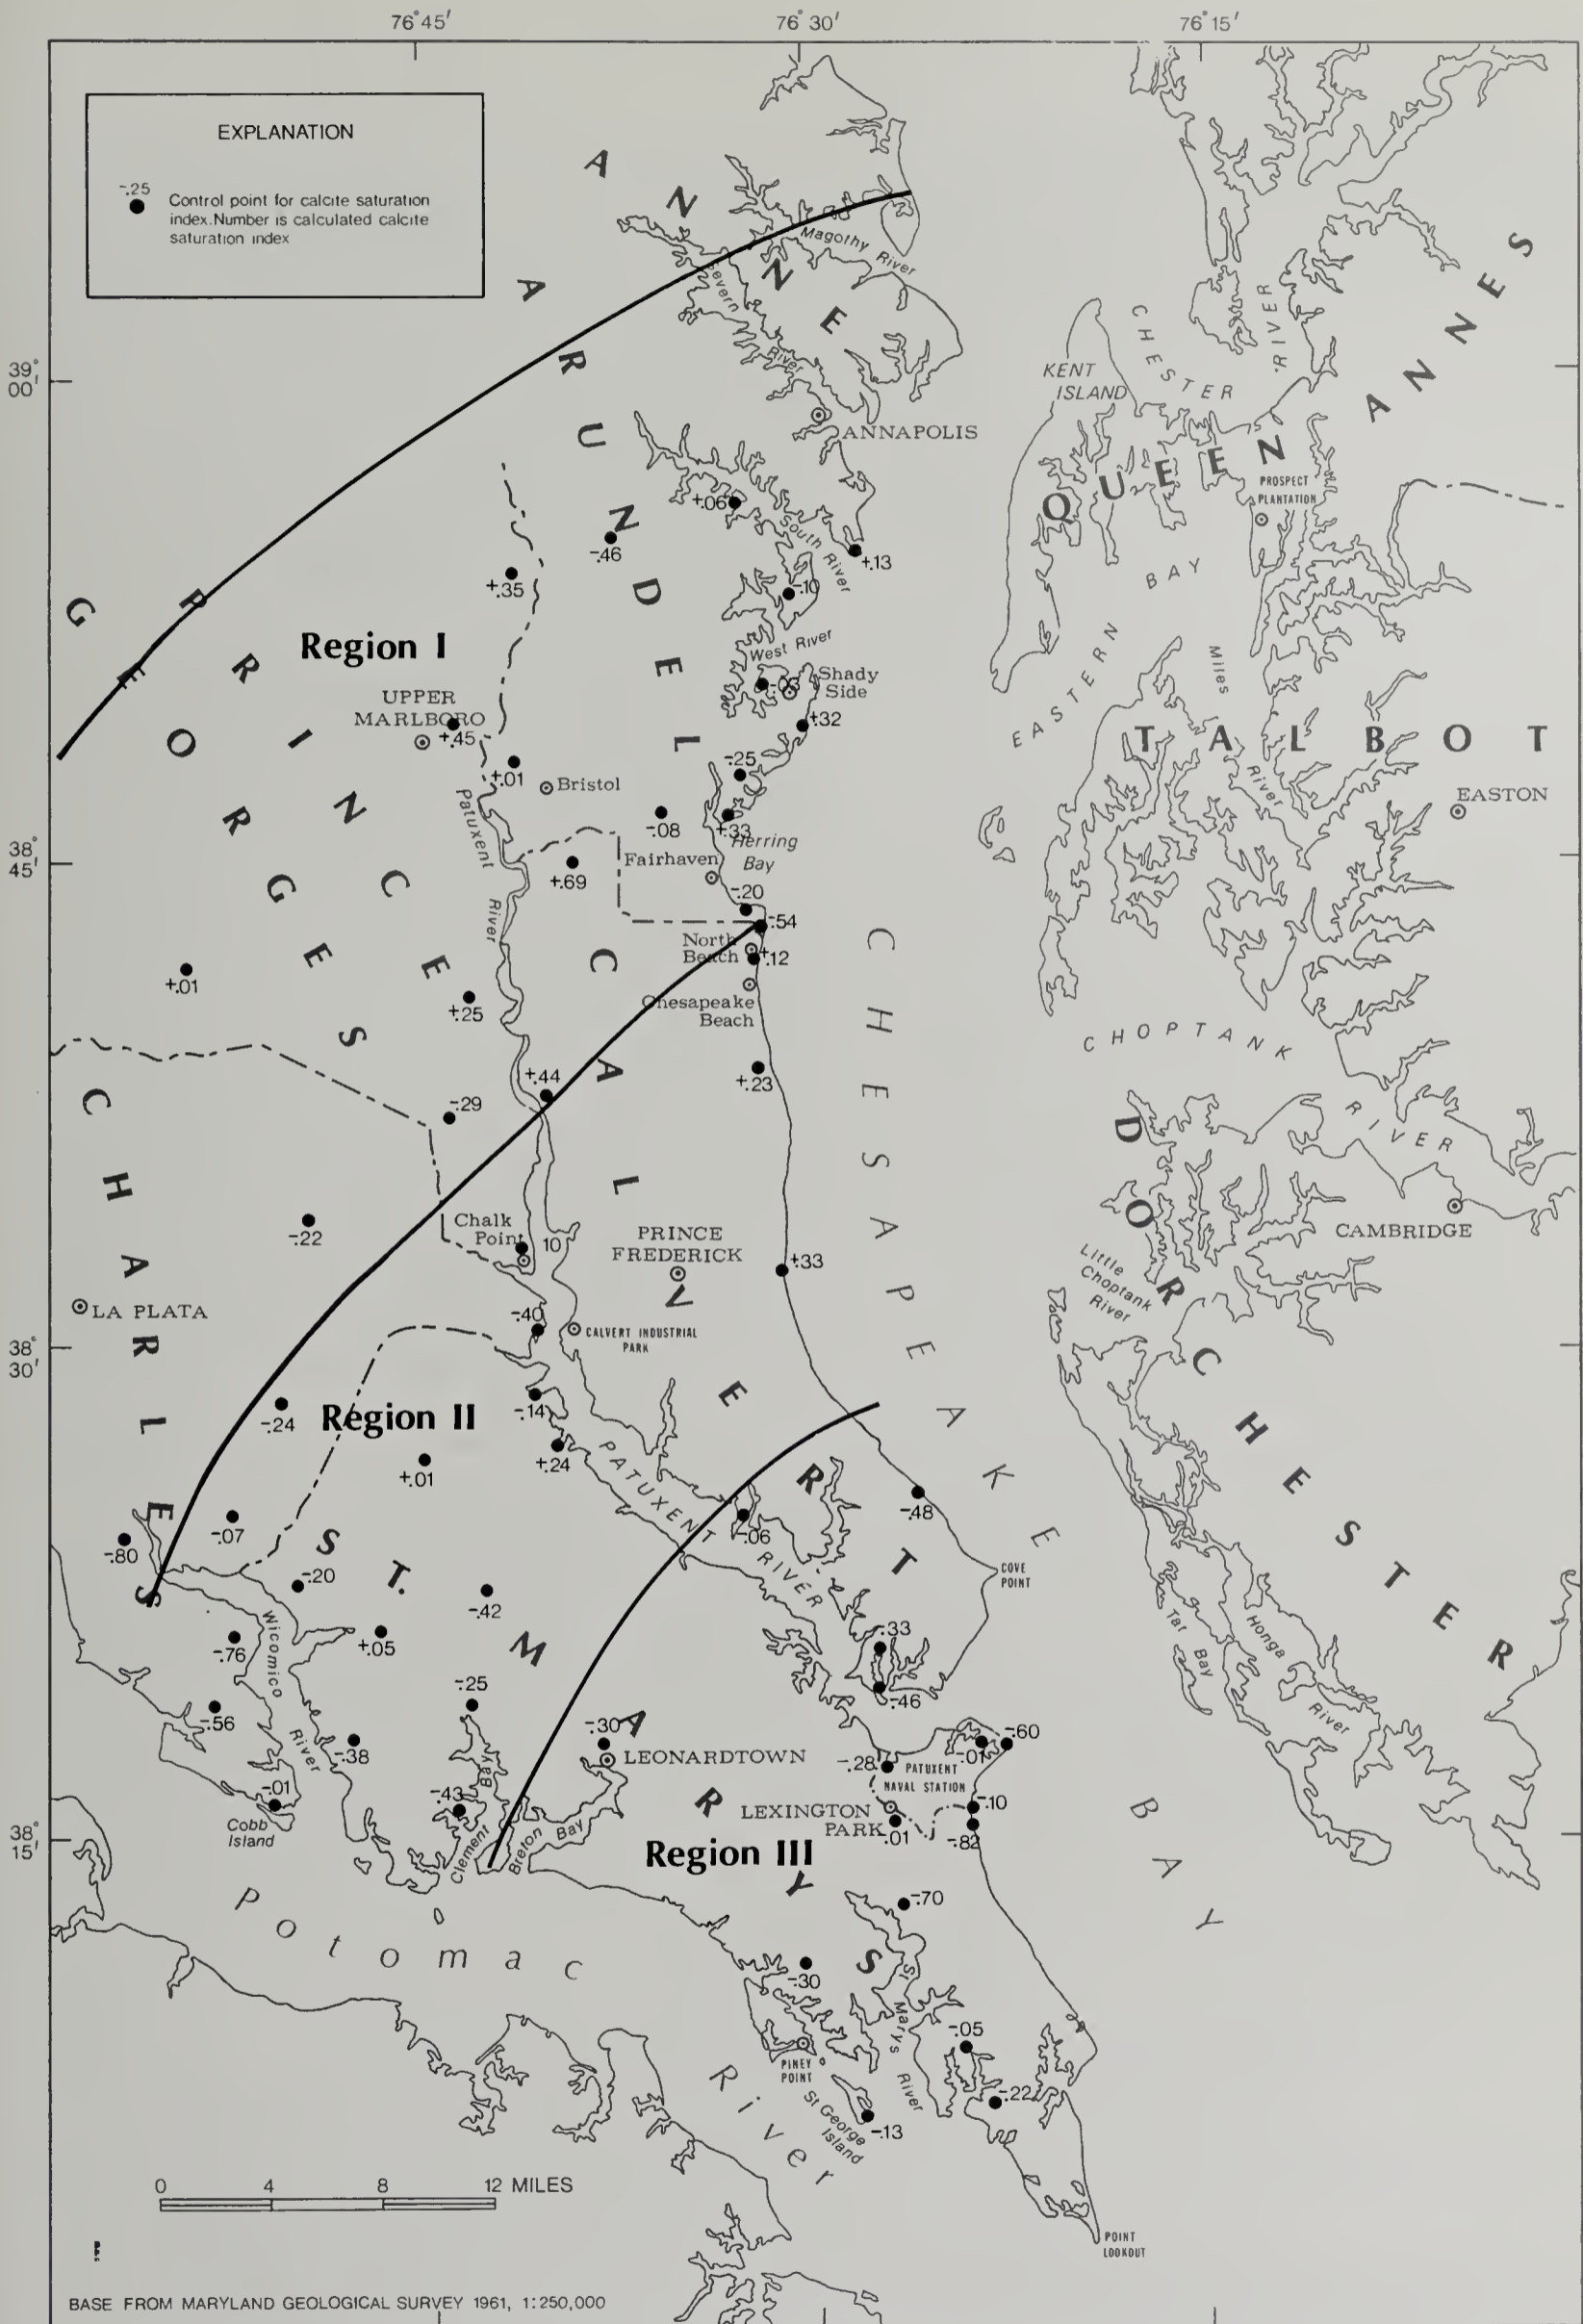 76°45'
76°30'
76°15'
EXPLANATION
-.25
Control point for calcite saturation
index. Number is calculated calcite
saturation index
ANNE
ARUNDEL
Magothy River
Severn
River
39°
00'
ANNAPOLIS
KENT
ISLAND
CHESTER
RIVER
QUEEN ANNES
PROSPECT
PLANTATION
+.06
-.46
South River
+.13
+.35
-.10
EASTERN BAY
PRINCE
GEORGES
Region I
West River
-.03
Shady
Side
+.32
UPPER
MARLBORO
+.45
+.01
Bristol
-.25
-.08
+.33
Herring
Bay
Miles
River
TALBOT
EASTON
Patuxent
River
38°
45'
+.69
Fairhaven
-.20
-.54
North
Beach
+.12
Chesapeake
Beach
+.01
+.25
CHOPTANK
RIVER
+.44
+.23
-.29
CHARLES
CALVERT
CHESAPEAKE
BAY
DORCHESTER
-.22
Chalk
Point
10
PRINCE
FREDERICK
+.33
CAMBRIDGE
Little
Choptank
River
LA PLATA
-.40
CALVERT INDUSTRIAL
PARK
38°
30'
-.24
Region II
-.14
+.01
+.24
PATUXENT
RIVER
-.07
-.80
-.06
-.48
COVE
POINT
ST. MARYS
-.20
-.42
Wicomico
River
+.05
-.76
-.33
-.46
Tar
Bay
Honga
River
-.25
-.56
-.38
-.30
LEONARDTOWN
-.60
-.01
-.28
PATUXENT
NAVAL STATION
-.01
Cobb
Island
-.43
Clement
Bay
Breton Bay
LEXINGTON
PARK
-.01
-.10
-.82
38°
15'
Region III
-.70
Potomac
River
-.30
St
Marys
River
-.05
PINEY
POINT
-.22
St George
Island
-.13
0 4 8 12 MILES
POINT
LOOKOUT
BASE FROM MARYLAND GEOLOGICAL SURVEY 1961, 1:250,000